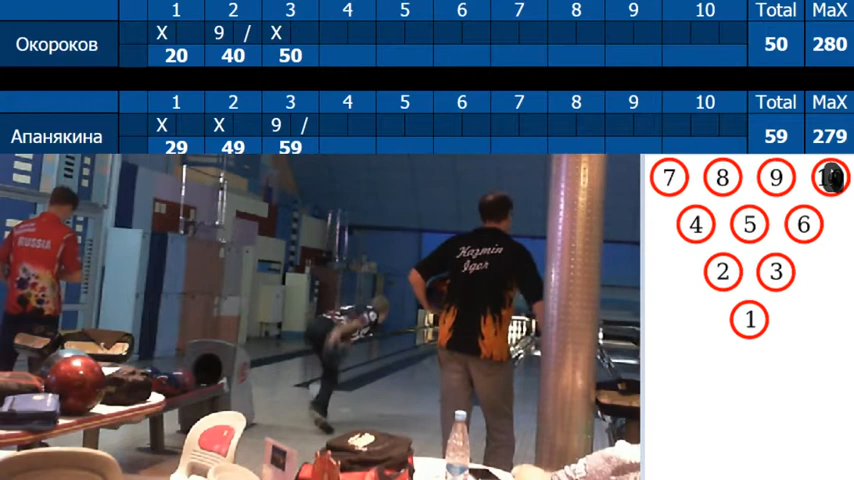 1 2 3 4 5 6 7 8 9 10 Total MaX
Окороков X 9 / X 50 280
20 40 50
1 2 3 4 5 6 7 8 9 10 Total MaX
Апанякина X X 9 / 59 279
29 49 59
7 8 9
4 5 6
2 3
1
RUSSIA
Kazmin
Igor